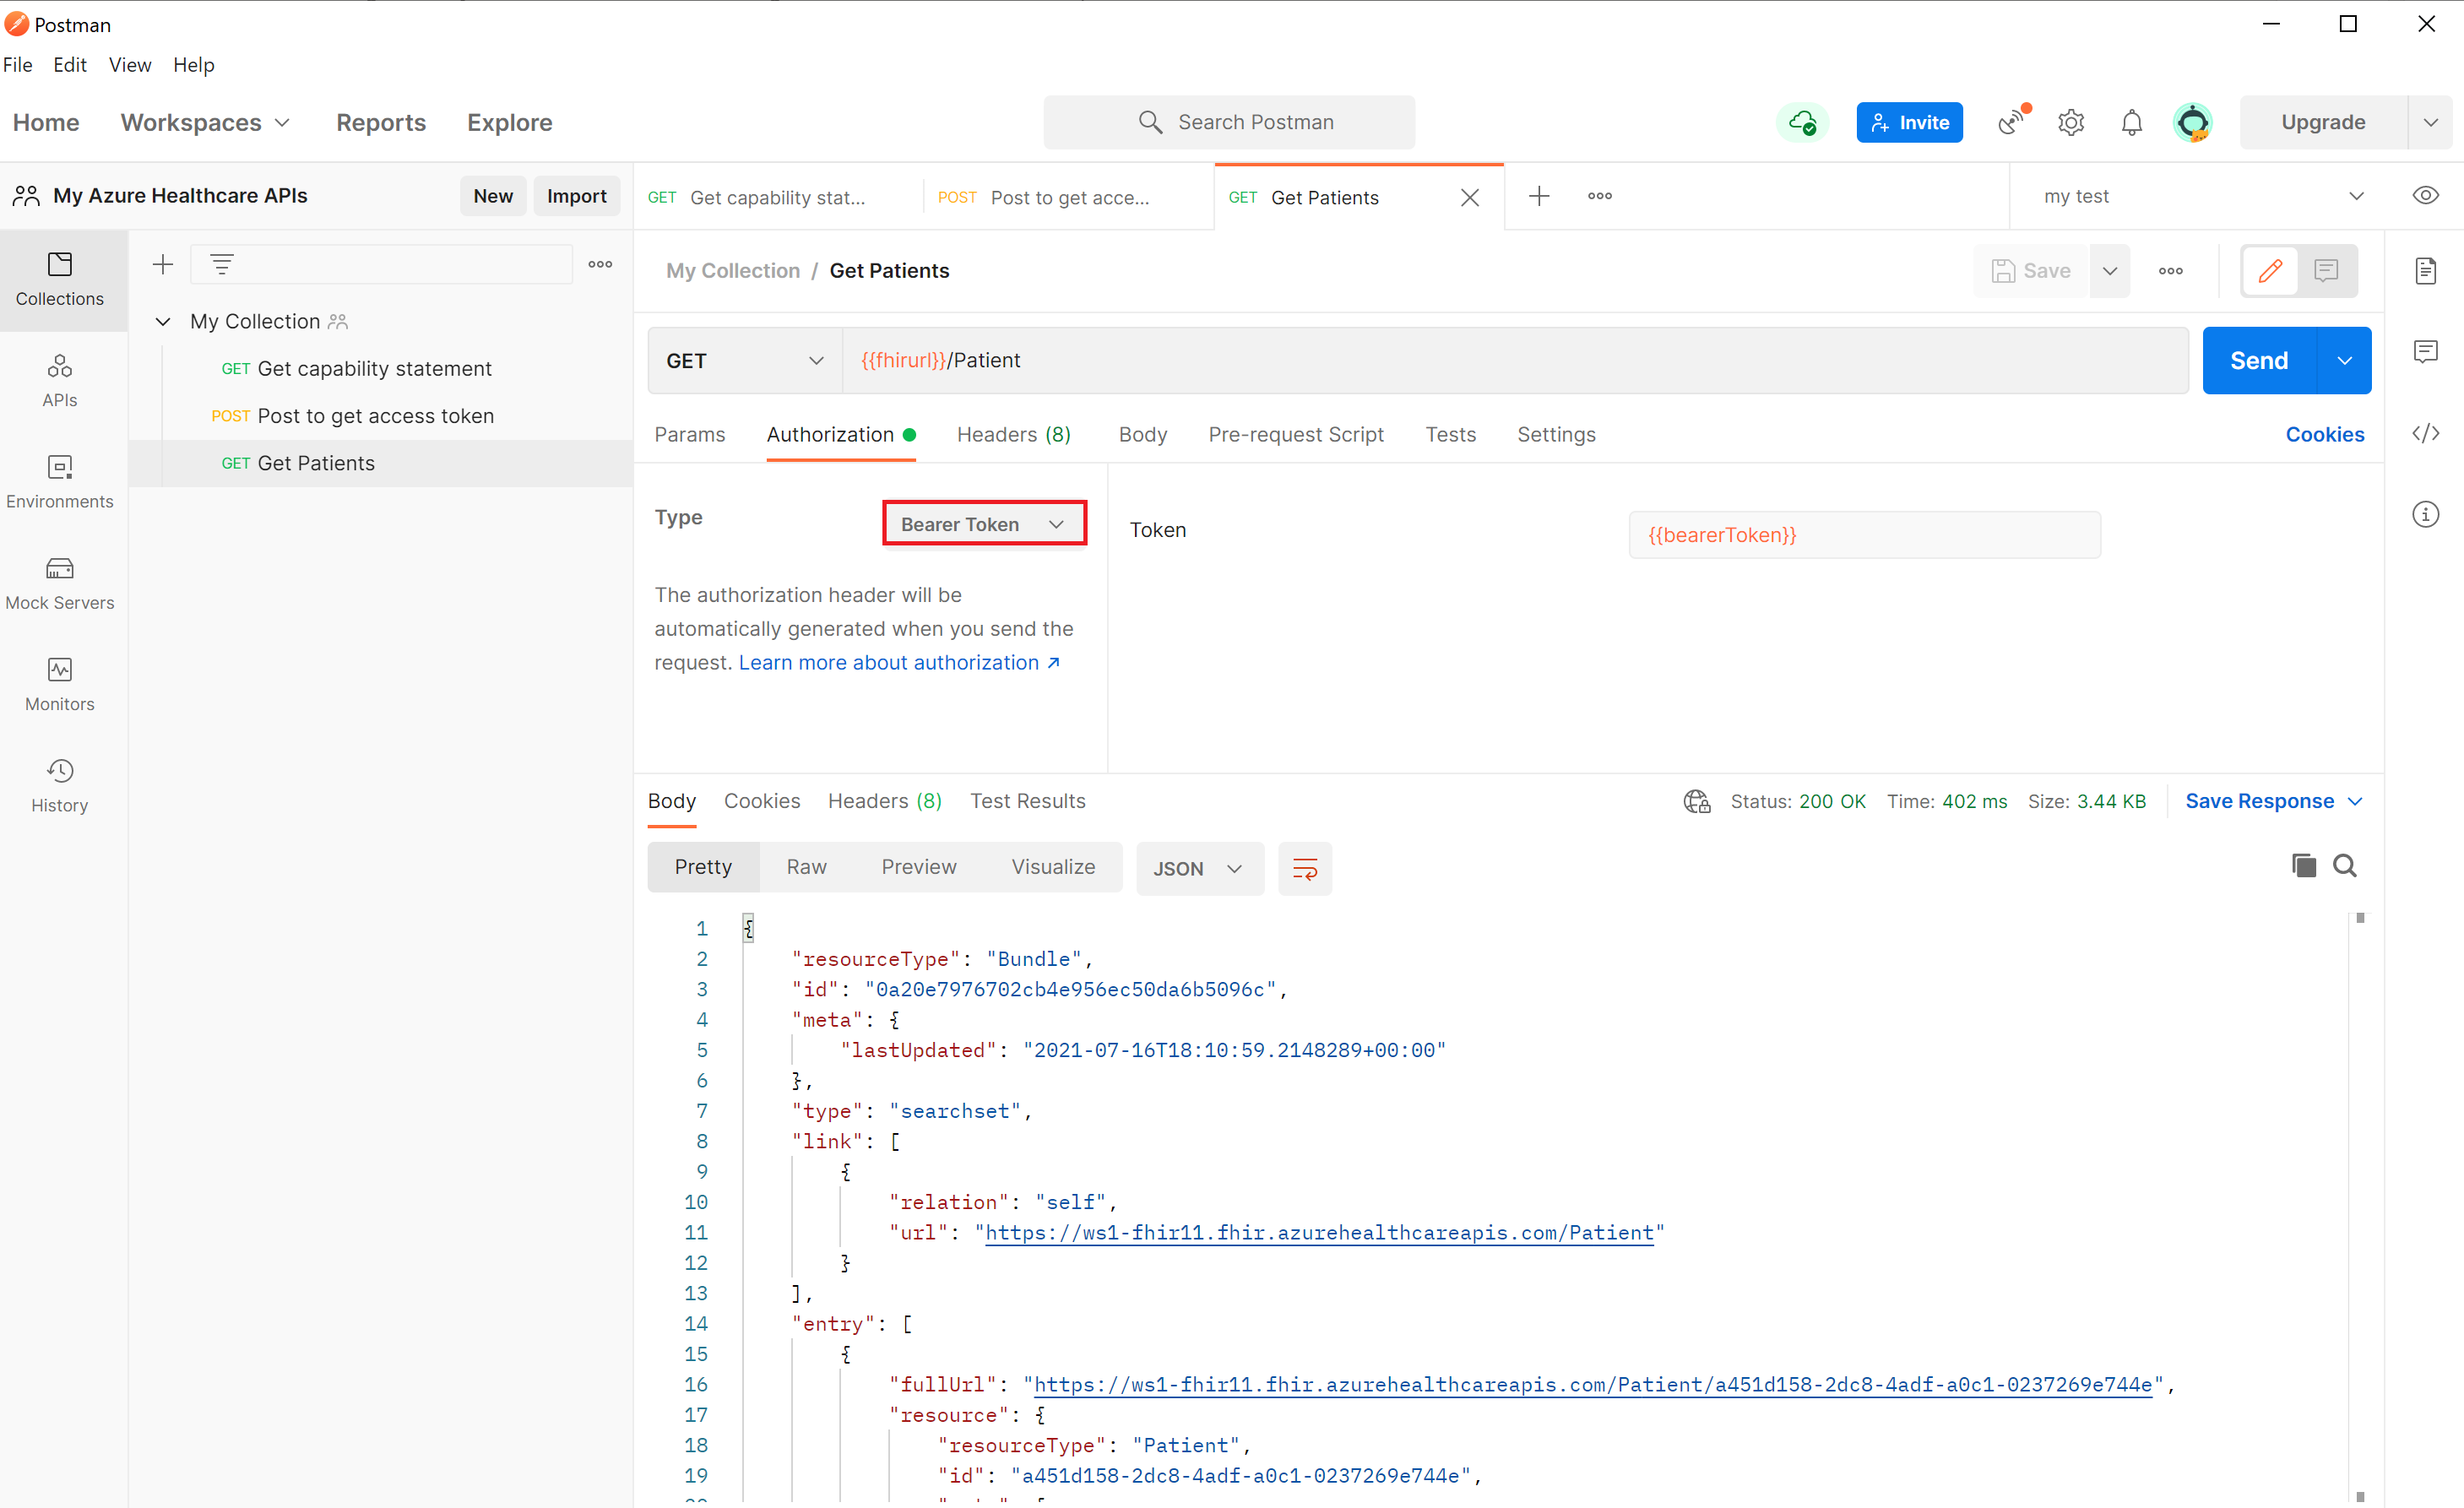 Postman
File Edit View Help
Home Workspaces Reports Explore Search Postman Invite Upgrade
My Azure Healthcare APIs New Import
GET Get capability stat... POST Post to get acce... GET Get Patients my test
Collections
APIs
Environments
Mock Servers
Monitors
History
My Collection
GET Get capability statement
POST Post to get access token
GET Get Patients
My Collection / Get Patients Save
GET {{fhirurl}}/Patient Send
Params Authorization Headers (8) Body Pre-request Script Tests Settings Cookies
Type Bearer Token
The authorization header will be
automatically generated when you send the
request. Learn more about authorization
Token {{bearerToken}}
Body Cookies Headers (8) Test Results Status: 200 OK Time: 402 ms Size: 3.44 KB Save Response
Pretty Raw Preview Visualize JSON
1 {
2 "resourceType": "Bundle",
3 "id": "0a20e7976702cb4e956ec50da6b5096c",
4 "meta": {
5 "lastUpdated": "2021-07-16T18:10:59.2148289+00:00"
6 },
7 "type": "searchset",
8 "link": [
9 {
10 "relation": "self",
11 "url": "https://ws1-fhir11.fhir.azurehealthcareapis.com/Patient"
12 }
13 ],
14 "entry": [
15 {
16 "fullUrl": "https://ws1-fhir11.fhir.azurehealthcareapis.com/Patient/a451d158-2dc8-4adf-a0c1-0237269e744e",
17 "resource": {
18 "resourceType": "Patient",
19 "id": "a451d158-2dc8-4adf-a0c1-0237269e744e",